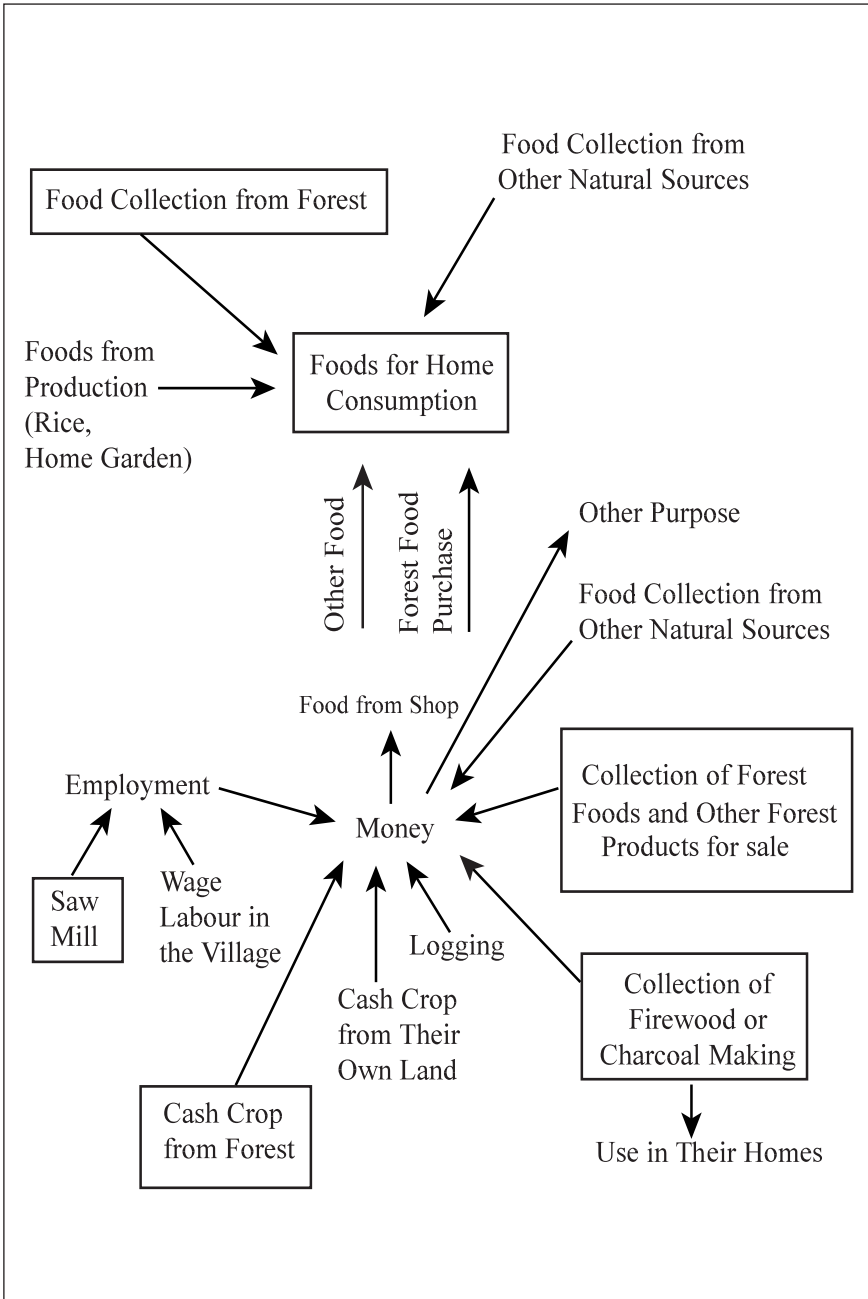 Food Collection from
Other Natural Sources
Food Collection from Forest
Foods from
Production
(Rice,
Home Garden)
Foods for Home
Consumption
Other Food
Forest Food
Purchase
Other Purpose
Food Collection from
Other Natural Sources
Food from Shop
Employment
Money
Collection of Forest
Foods and Other Forest
Products for sale
Saw
Mill
Wage
Labour in
the Village
Logging
Cash Crop
from Their
Own Land
Collection of
Firewood or
Charcoal Making
Cash Crop
from Forest
Use in Their Homes